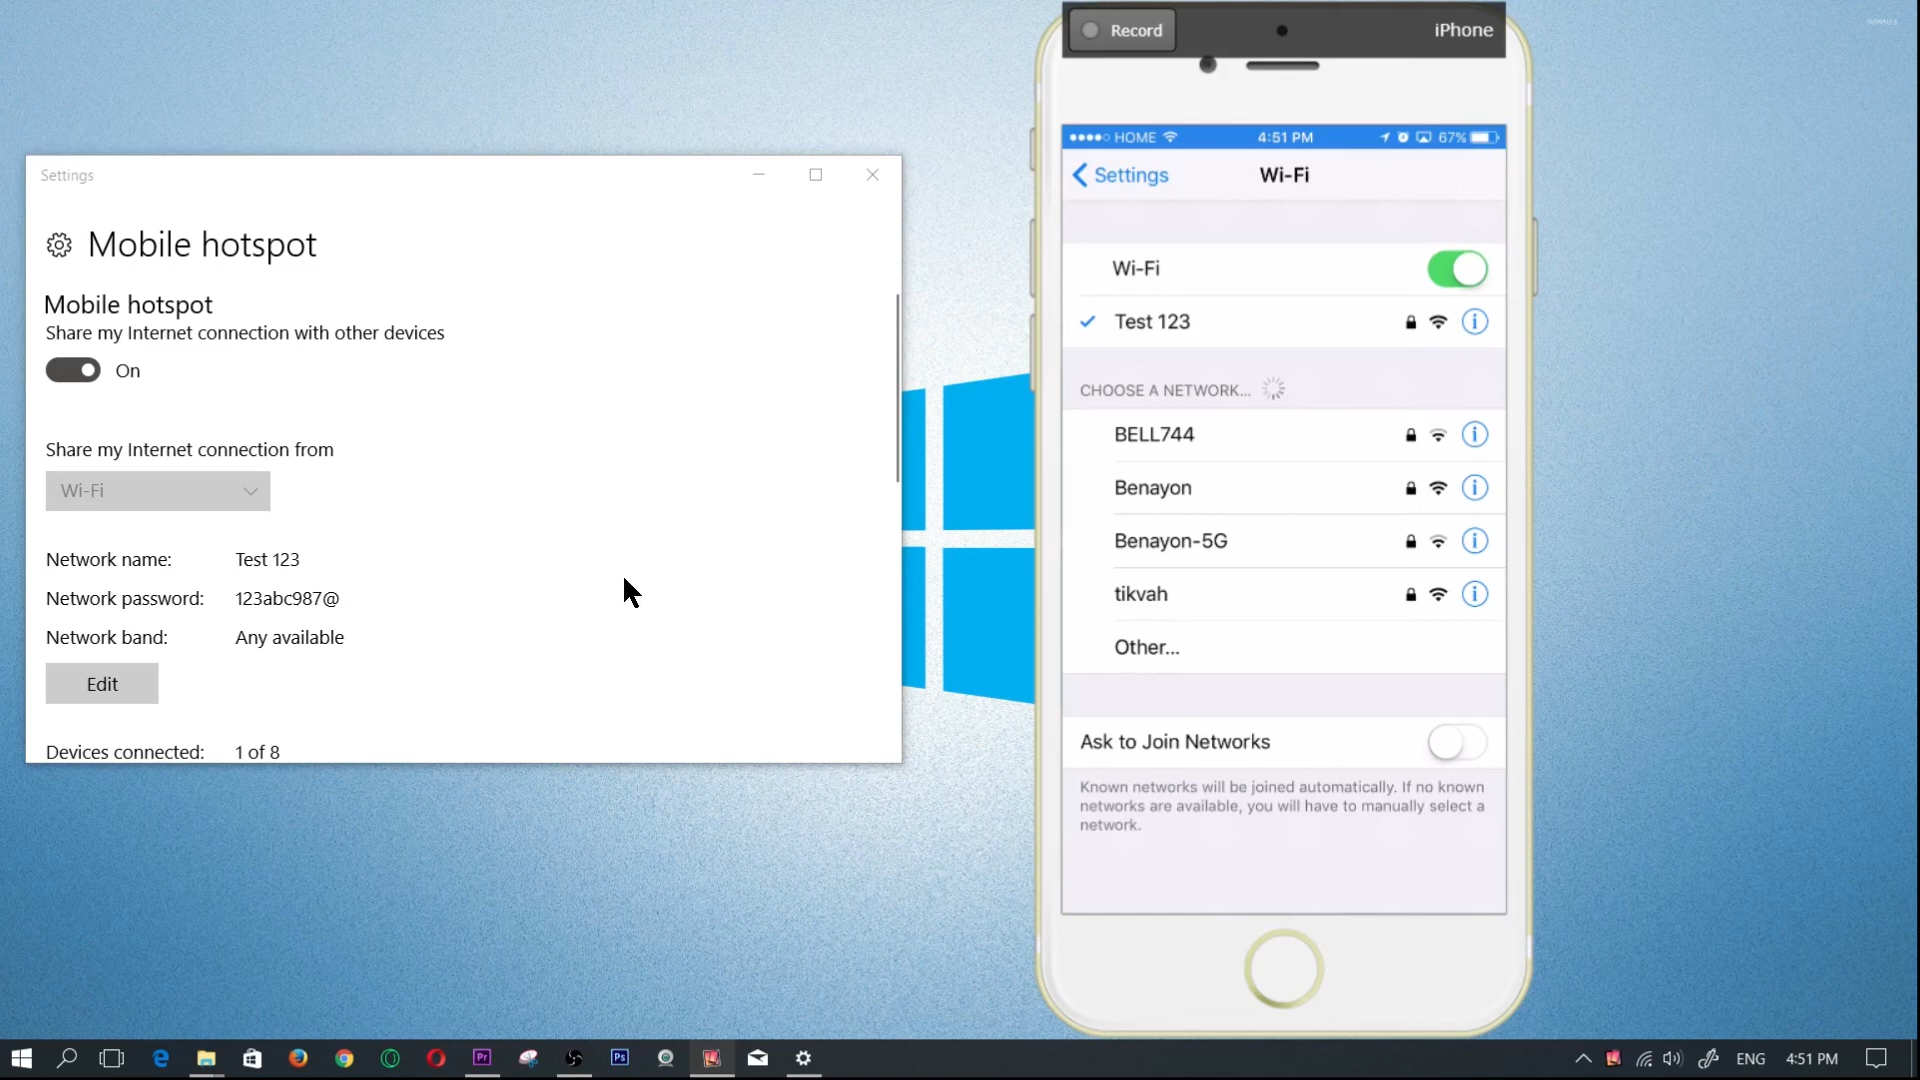 Settings
Mobile hotspot
Mobile hotspot
Share my Internet connection with other devices
On
Share my Internet connection from
Wi-Fi
Network name: Test 123
Network password: 123abc987@
Network band: Any available
Edit
Devices connected: 1 of 8
Record iPhone
HOME 4:51 PM 67%
Settings Wi-Fi
Wi-Fi
Test 123
CHOOSE A NETWORK...
BELL744
Benayon
Benayon-5G
tikvah
Other...
Ask to Join Networks
Known networks will be joined automatically. If no known
networks are available, you will have to manually select a
network.
Pr Ps ENG 4:51 PM